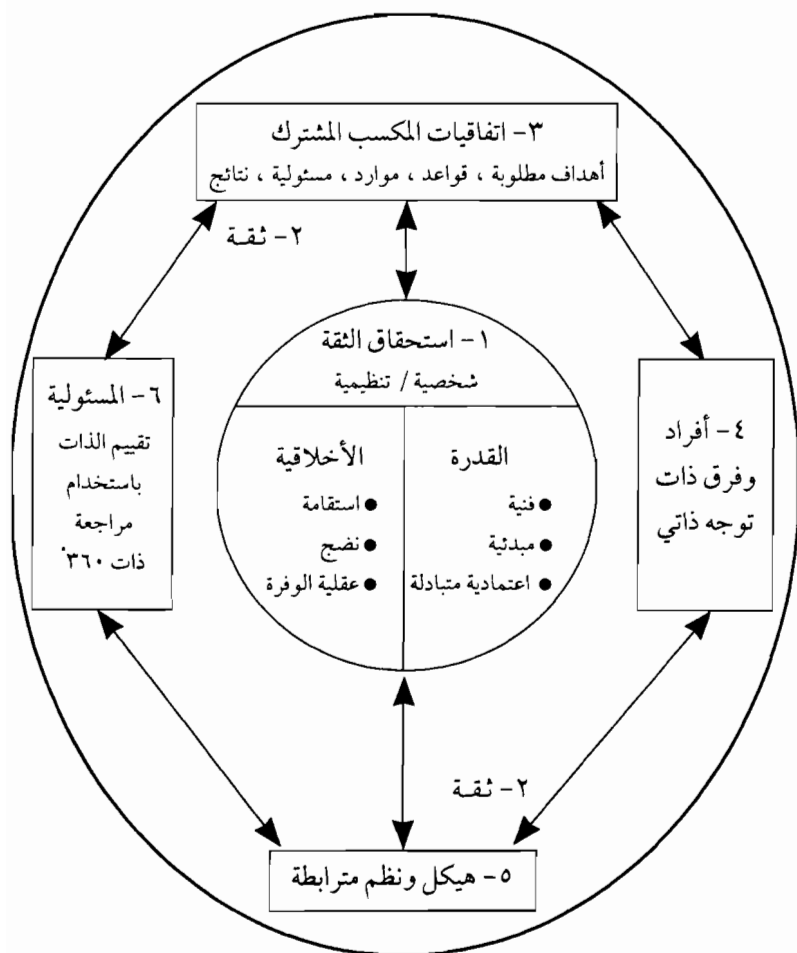 ٣- اتفاقيات المكسب المشترك
أهداف مطلوبة ، قواعد ، موارد ، مسئولية ، نتائج
٢- ثقة
١- استحقاق الثقة
شخصية / تنظيمية
القدرة
● فنية
● مبدئية
● اعتمادية متبادلة
الأخلاقية
● استقامة
● نضج
● عقلية الوفرة
٤- أفراد
وفرق ذات
توجه ذاتي
٦- المسئولية
تقييم الذات
باستخدام
مراجعة
ذات ٣٦٠°
٢- ثقة
٥- هيكل ونظم مترابطة